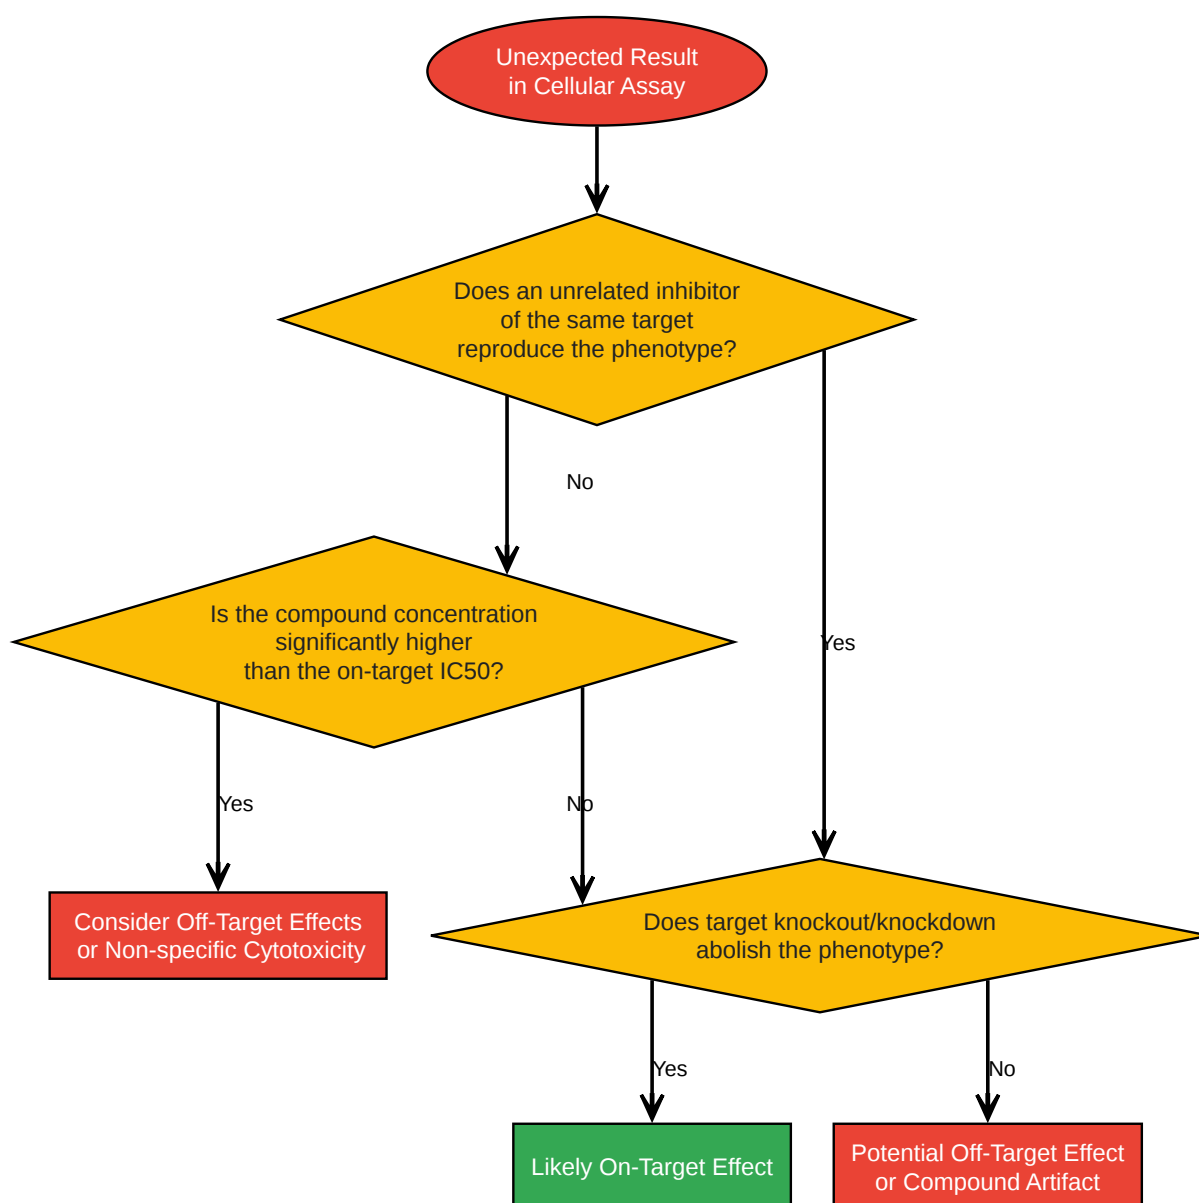 Unexpected Result
in Cellular Assay
Does an unrelated inhibitor
of the same target
reproduce the phenotype?
No
Is the compound concentration
significantly higher
than the on-target IC50?
Yes
Yes
No
Consider Off-Target Effects
or Non-specific Cytotoxicity
Does target knockout/knockdown
abolish the phenotype?
Yes
No
Likely On-Target Effect
Potential Off-Target Effect
or Compound Artifact